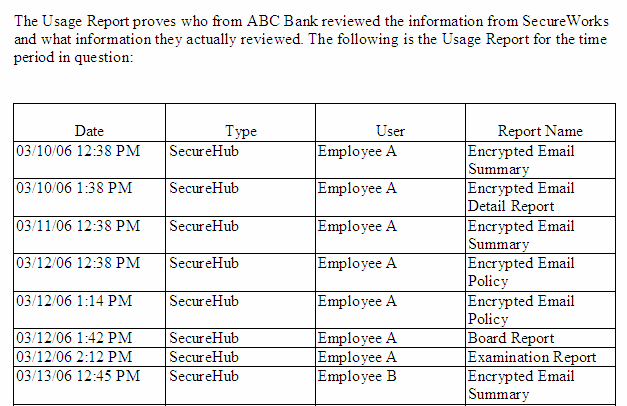 The Usage Report proves who from ABC Bank reviewed the information from SecureWorks
and what information they actually reviewed. The following is the Usage Report for the time
period in question:
Date Type User Report Name
03/10/06 12:38 PM SecureHub Employee A Encrypted Email
Summary
03/10/06 1:38 PM SecureHub Employee A Encrypted Email
Detail Report
03/11/06 12:38 PM SecureHub Employee A Encrypted Email
Summary
03/12/06 12:38 PM SecureHub Employee A Encrypted Email
Policy
03/12/06 1:14 PM SecureHub Employee A Encrypted Email
Policy
03/12/06 1:42 PM SecureHub Employee A Board Report
03/12/06 2:12 PM SecureHub Employee A Examination Report
03/13/06 12:45 PM SecureHub Employee B Encrypted Email
Summary